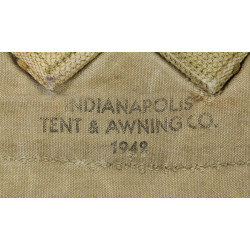 INDIANAPOLIS
TENT & AWNING CO.
1942